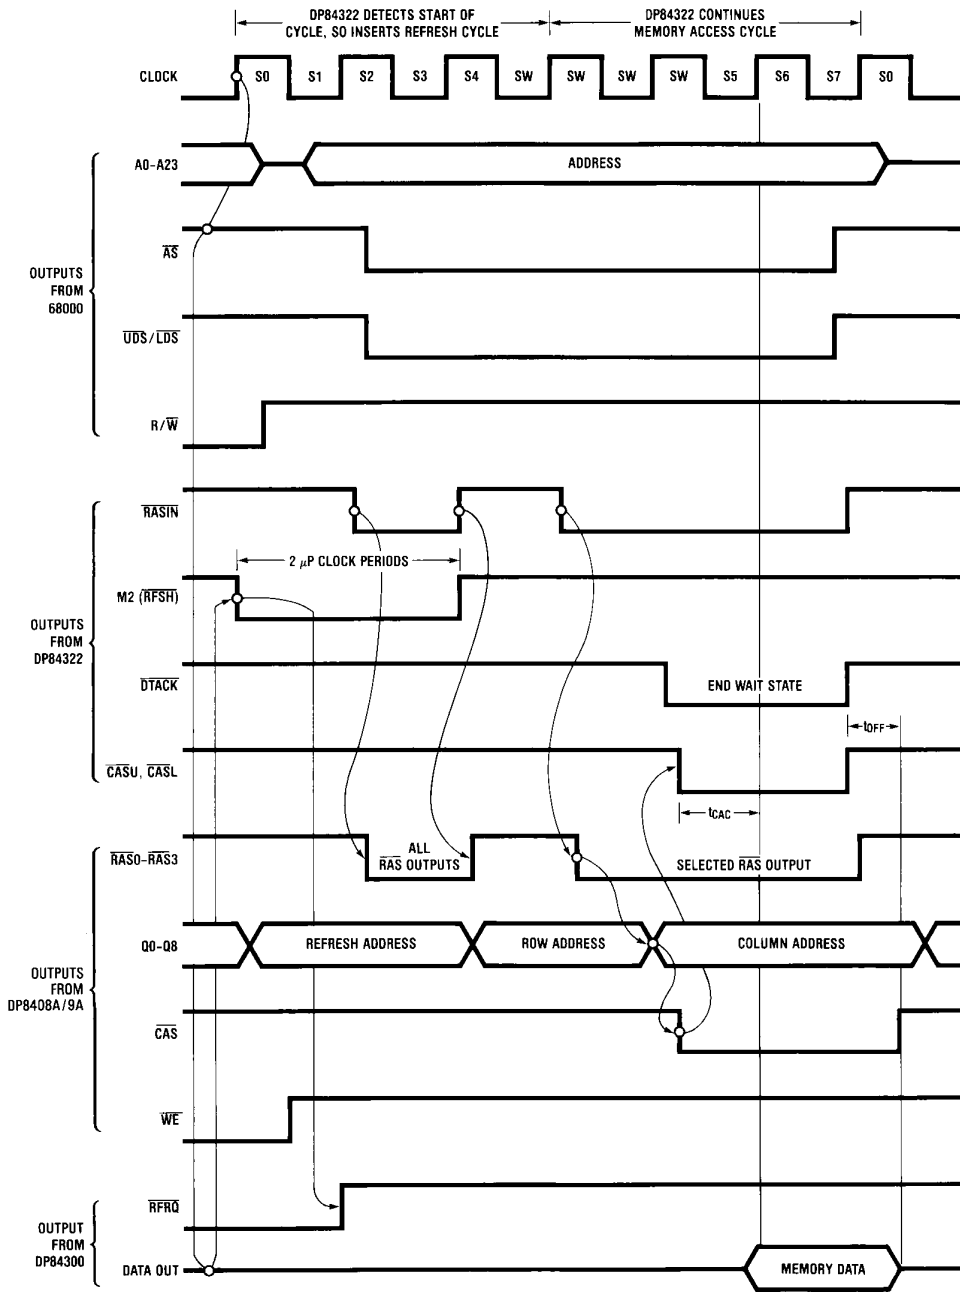 DP84322 DETECTS START OF
CYCLE, SO INSERTS REFRESH CYCLE
DP84322 CONTINUES
MEMORY ACCESS CYCLE
CLOCK
S0 S1 S2 S3 S4 SW SW SW SW S5 S6 S7 S0
A0-A23
ADDRESS
AS
OUTPUTS
FROM
68000
UDS/LDS
R/W
RASIN
2 μP CLOCK PERIODS
M2 (RFSH)
OUTPUTS
FROM
DP84322
DTACK
END WAIT STATE
tOFF
CASU, CASL
tCAC
RAS0-RAS3
ALL
RAS OUTPUTS
SELECTED RAS OUTPUT
Q0-Q8
REFRESH ADDRESS
ROW ADDRESS
COLUMN ADDRESS
OUTPUTS
FROM
DP8408A/9A
CAS
WE
RFRQ
OUTPUT
FROM
DP84300
DATA OUT
MEMORY DATA